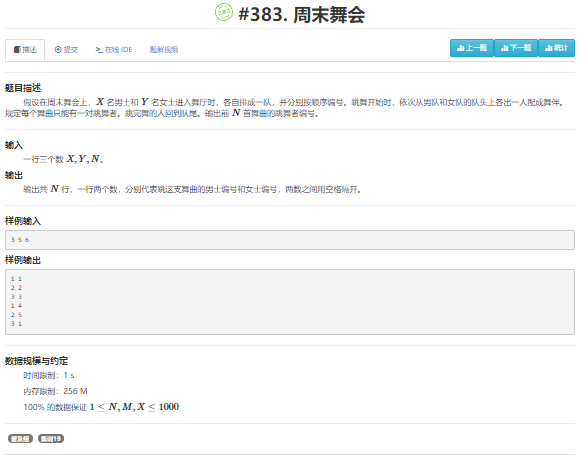 #383. 周末舞会
描述
提交
在线 IDE
题解视频
上一题
下一题
统计
题目描述
假设在周末舞会上，X 名男士和 Y 名女士进入舞厅时，各自排成一队，并分别按顺序编号。跳舞开始时，依次从男队和女队的队头上各出一人配成舞伴。
规定每个舞曲只能有一对跳舞者。跳完舞的人回到队尾。输出前 N 首舞曲的跳舞者编号。
输入
一行三个数 X, Y, N。
输出
输出共 N 行，一行两个数，分别代表跳这支舞曲的男士编号和女士编号，两数之间用空格隔开。
样例输入
3 5 6
样例输出
1 1
2 2
3 3
1 4
2 5
3 1
数据规模与约定
时间限制：1 s
内存限制：256 M
100% 的数据保证 1 ≤ N, M, X ≤ 1000